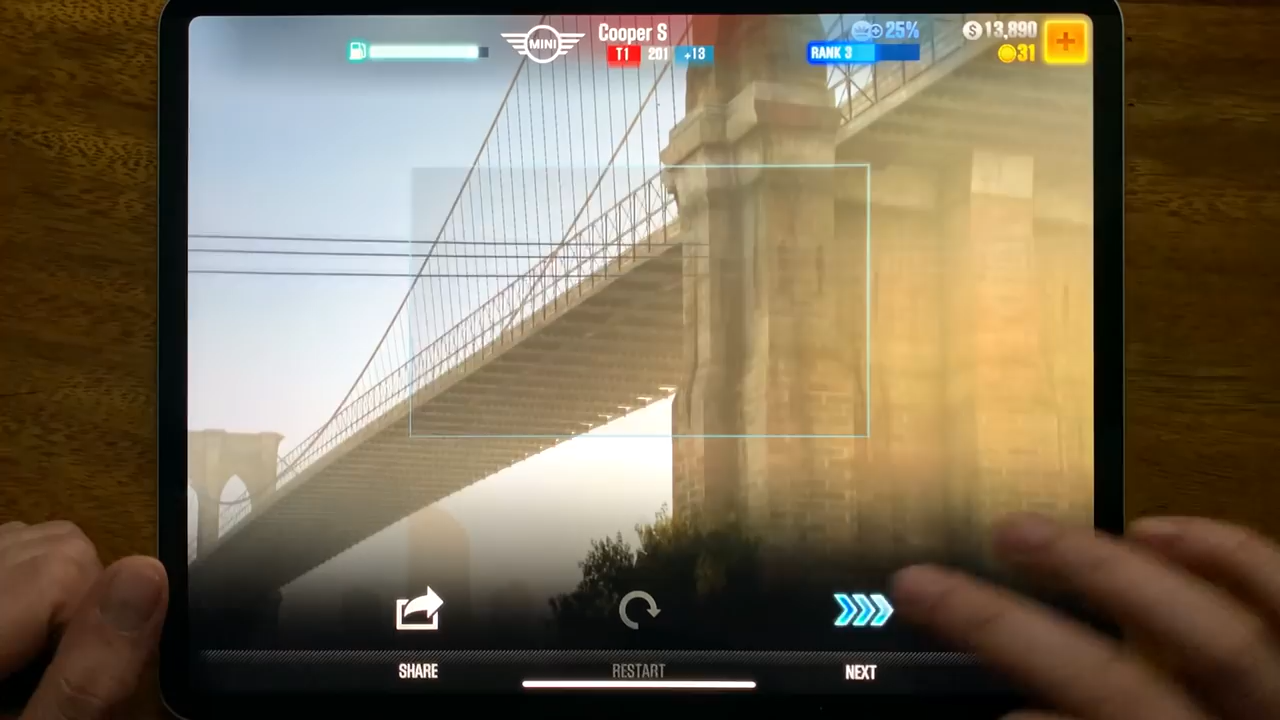 MINI
Cooper S
T1 201 +13
25%
RANK 3
13,890
31
SHARE
RESTART
NEXT